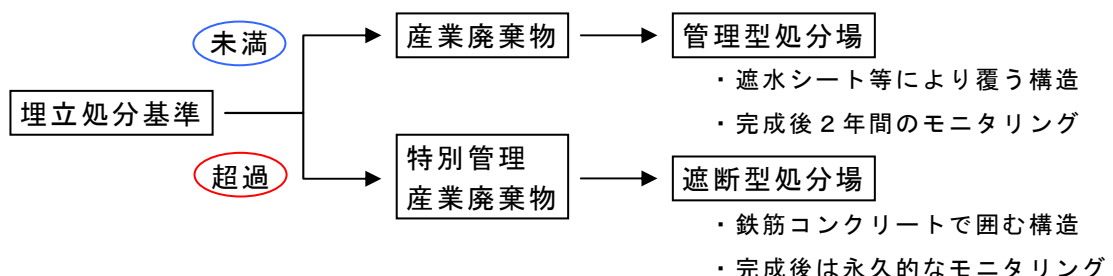 未満
産業廃棄物
管理型処分場
・遮水シート等により覆う構造
・完成後２年間のモニタリング
埋立処分基準
超過
特別管理
産業廃棄物
遮断型処分場
・鉄筋コンクリートで囲む構造
・完成後は永久的なモニタリング